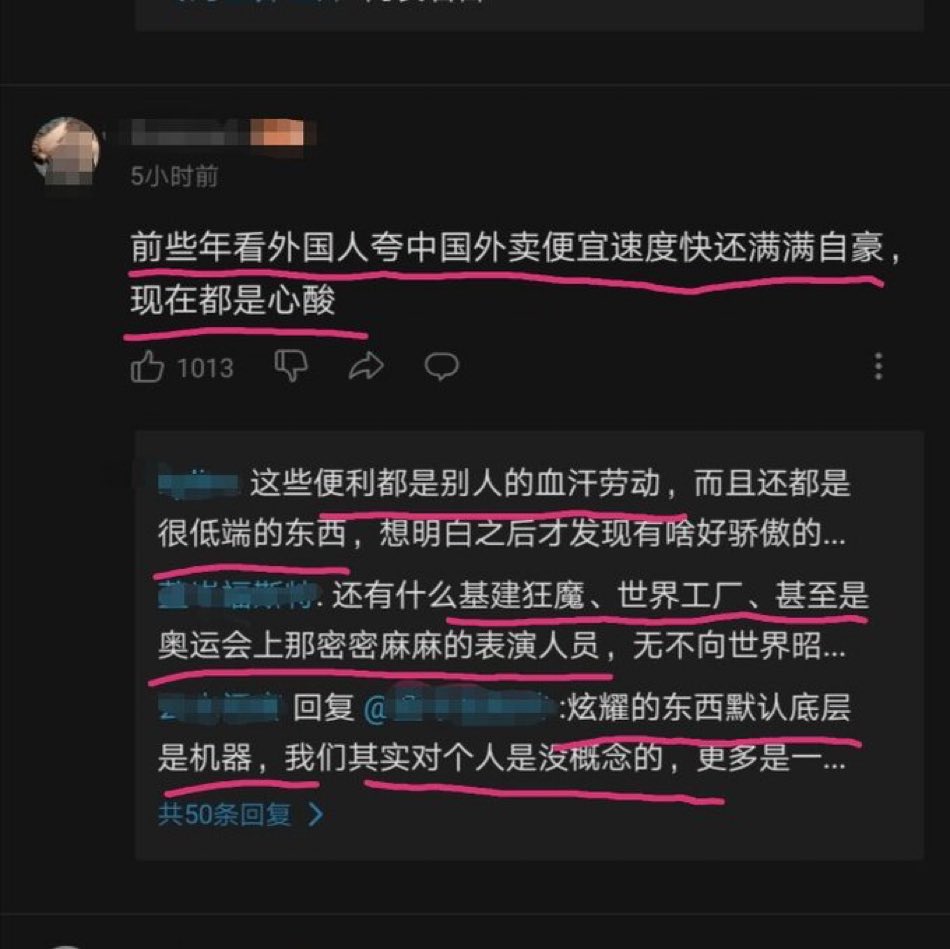 5小时前
前些年看外国人夸中国外卖便宜速度快还满满自豪，
现在都是心酸
1013
这些便利都是别人的血汗劳动，而且还都是
很低端的东西，想明白之后才发现有啥好骄傲的...
: 还有什么基建狂魔、世界工厂、甚至是
奥运会上那密密麻麻的表演人员，无不向世界昭...
回复 @ :炫耀的东西默认底层
是机器，我们其实对个人是没概念的，更多是一...
共50条回复